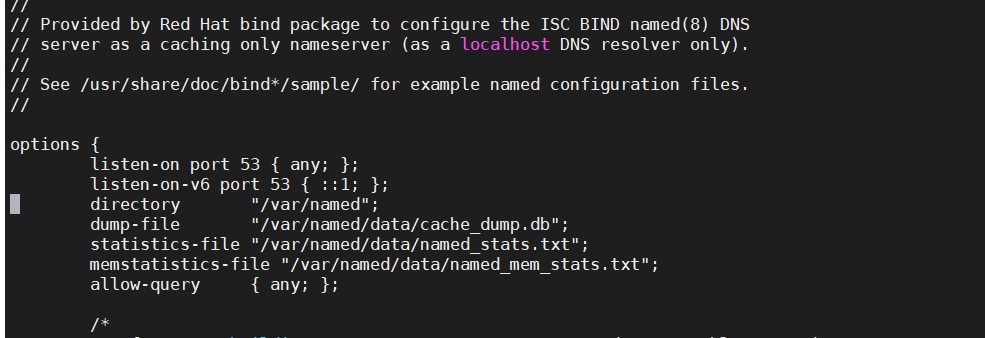 //
// Provided by Red Hat bind package to configure the ISC BIND named(8) DNS
// server as a caching only nameserver (as a localhost DNS resolver only).
//
// See /usr/share/doc/bind*/sample/ for example named configuration files.
//
options {
listen-on port 53 { any; };
listen-on-v6 port 53 { ::1; };
directory "/var/named";
dump-file "/var/named/data/cache_dump.db";
statistics-file "/var/named/data/named_stats.txt";
memstatistics-file "/var/named/data/named_mem_stats.txt";
allow-query { any; };
/*